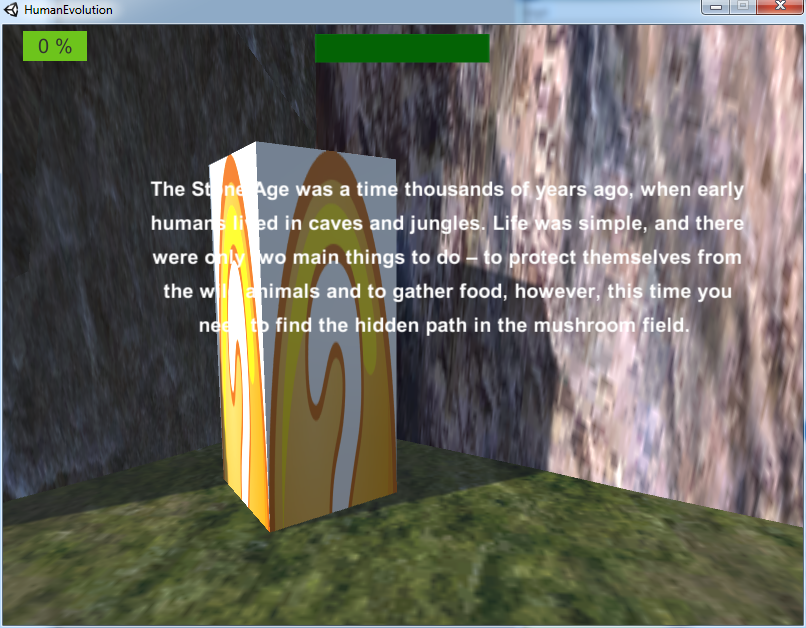 HumanEvolution
0 %
The Stone Age was a time thousands of years ago, when early
humans lived in caves and jungles. Life was simple, and there
were only two main things to do – to protect themselves from
the wild animals and to gather food, however, this time you
need to find the hidden path in the mushroom field.